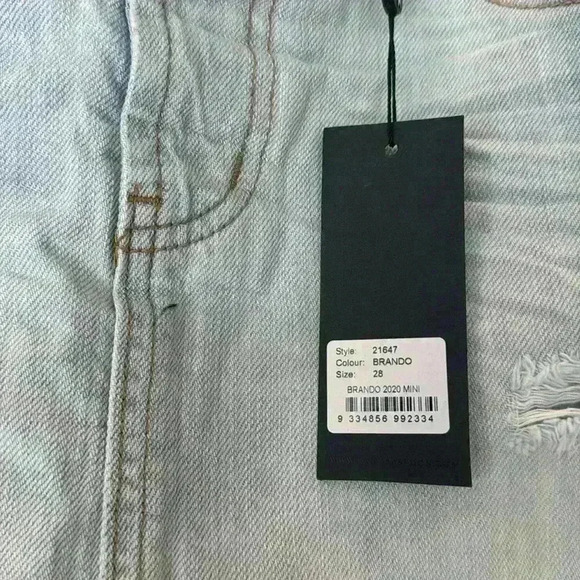 Style: 21647
Colour: BRANDO
Size: 28
BRANDO 2020 MINI
9 334856 992334